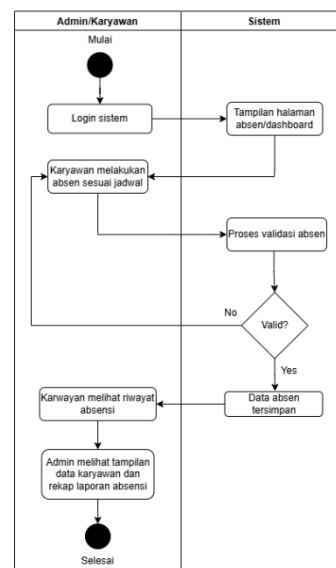 Admin/Karyawan
Sistem
Mulai
Login sistem
Tampilan halaman
absen/dashboard
Karyawan melakukan
absen sesuai jadwal
Proses validasi absen
No
Valid?
Yes
Karwayan melihat riwayat
absensi
Data absen
tersimpan
Admin melihat tampilan
data karyawan dan
rekap laporan absensi
Selesai